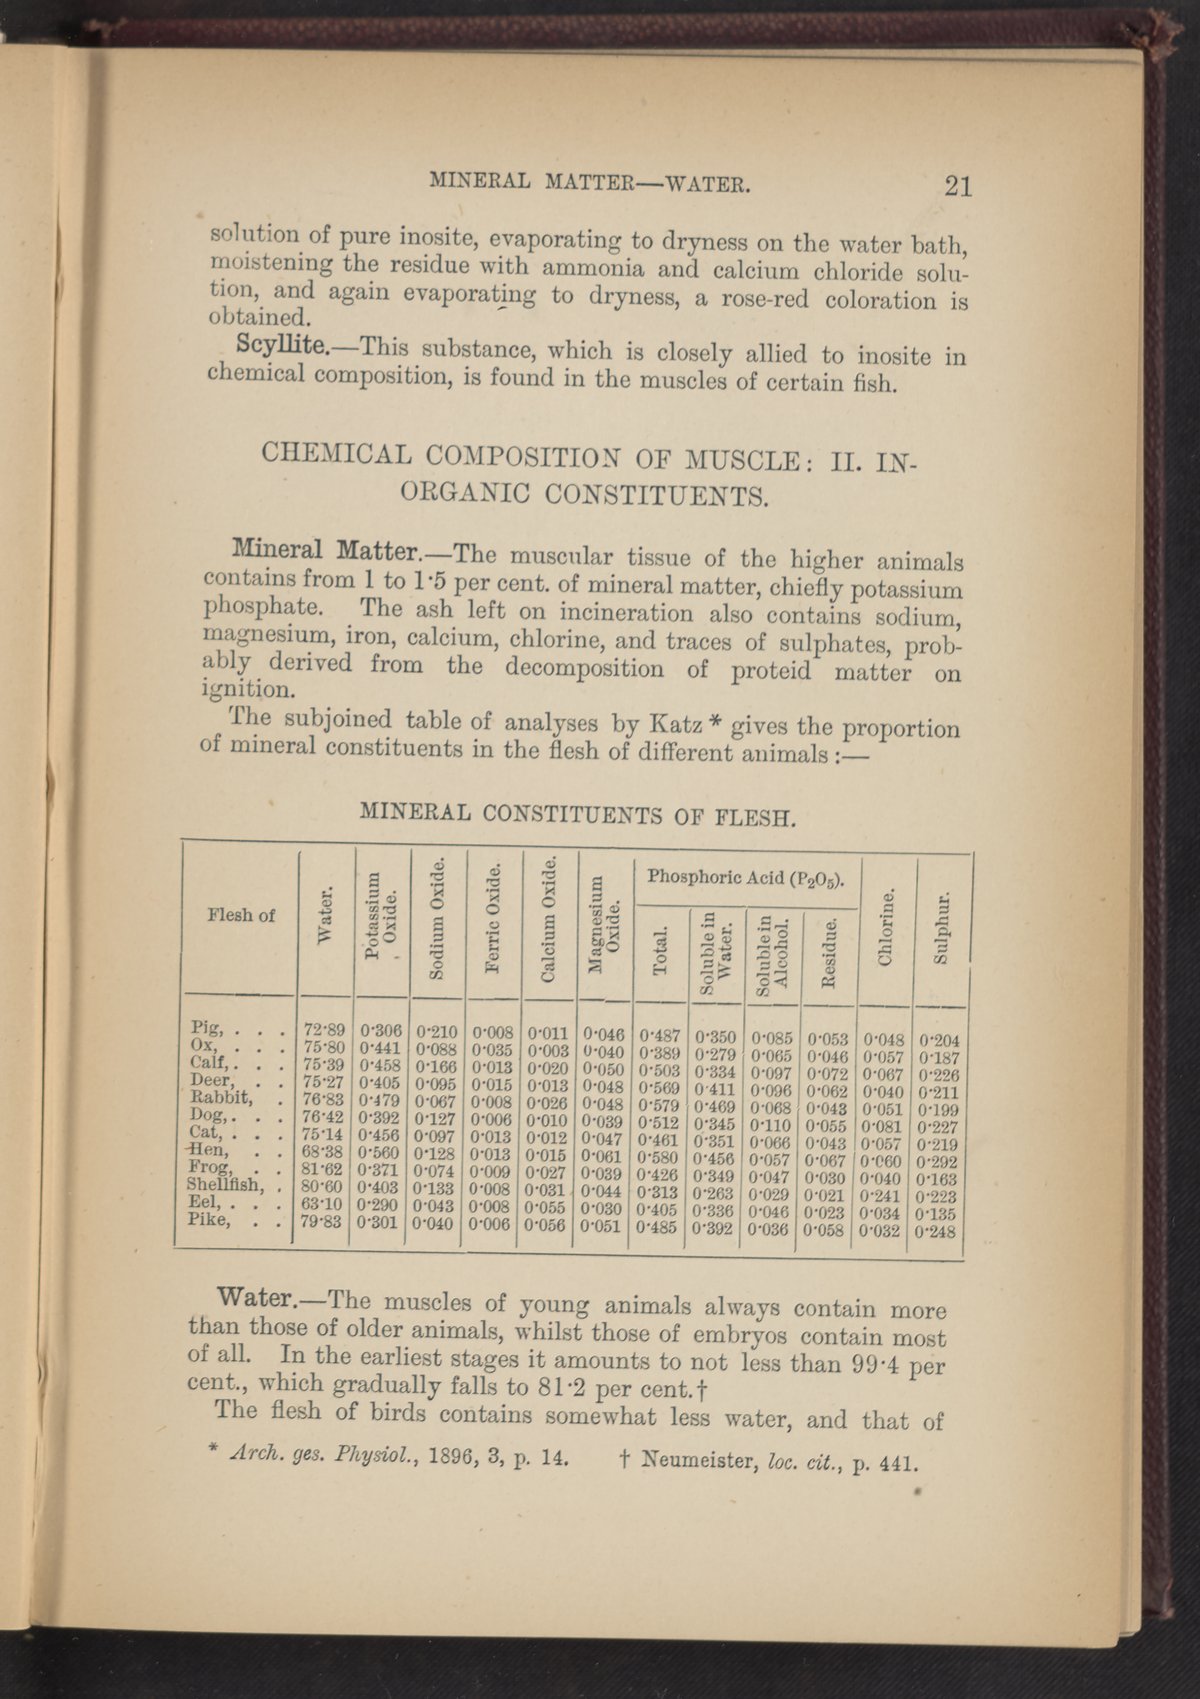 MINERAL MATTER—WATER. 21
solution of pure inosite, evaporating to dryness on the water bath,
moistening the residue with ammonia and calcium chloride solu-
tion, and again evaporating to dryness, a rose-red coloration is
obtained.
Scyllite.—This substance, which is closely allied to inosite in
chemical composition, is found in the muscles of certain fish.
CHEMICAL COMPOSITION OF MUSCLE: II. IN-
ORGANIC CONSTITUENTS.
Mineral Matter.—The muscular tissue of the higher animals
contains from 1 to 1·5 per cent. of mineral matter, chiefly potassium
phosphate. The ash left on incineration also contains sodium,
magnesium, iron, calcium, chlorine, and traces of sulphates, prob-
ably derived from the decomposition of proteid matter on
ignition.
The subjoined table of analyses by Katz * gives the proportion
of mineral constituents in the flesh of different animals :—
MINERAL CONSTITUENTS OF FLESH.
Flesh of Water. Potassium Oxide. Sodium Oxide. Ferric Oxide. Calcium Oxide. Magnesium Oxide. Phosphoric Acid (P₂O₅). Total. Soluble in Water. Soluble in Alcohol. Residue. Chlorine. Sulphur.
Pig, . . . 72·89 0·306 0·210 0·008 0·011 0·046 0·487 0·350 0·085 0·053 0·048 0·204
Ox, . . . 75·80 0·441 0·088 0·035 0·003 0·040 0·389 0·279 0·065 0·046 0·057 0·187
Calf, . . . 75·39 0·458 0·166 0·013 0·020 0·050 0·503 0·334 0·097 0·072 0·067 0·226
Deer, . . 75·27 0·405 0·095 0·015 0·013 0·048 0·569 0·411 0·096 0·062 0·040 0·211
Rabbit, . 76·83 0·479 0·067 0·008 0·026 0·048 0·579 0·469 0·068 0·043 0·051 0·199
Dog, . . . 76·42 0·392 0·127 0·006 0·010 0·039 0·512 0·345 0·110 0·055 0·081 0·227
Cat, . . . 75·14 0·456 0·097 0·013 0·012 0·047 0·461 0·351 0·066 0·043 0·057 0·219
Hen, . . 68·38 0·560 0·128 0·013 0·015 0·061 0·580 0·456 0·057 0·067 0·060 0·292
Frog, . . 81·62 0·371 0·074 0·009 0·027 0·039 0·426 0·349 0·047 0·030 0·040 0·163
Shellfish, . 80·60 0·403 0·133 0·008 0·031 0·044 0·313 0·263 0·029 0·021 0·241 0·223
Eel, . . . 63·10 0·290 0·043 0·008 0·055 0·030 0·405 0·336 0·046 0·023 0·034 0·135
Pike, . . 79·83 0·301 0·040 0·006 0·056 0·051 0·485 0·392 0·036 0·058 0·032 0·248
Water.—The muscles of young animals always contain more
than those of older animals, whilst those of embryos contain most
of all. In the earliest stages it amounts to not less than 99·4 per
cent., which gradually falls to 81·2 per cent.†
The flesh of birds contains somewhat less water, and that of
* Arch. ges. Physiol., 1896, 3, p. 14. † Neumeister, loc. cit., p. 441.